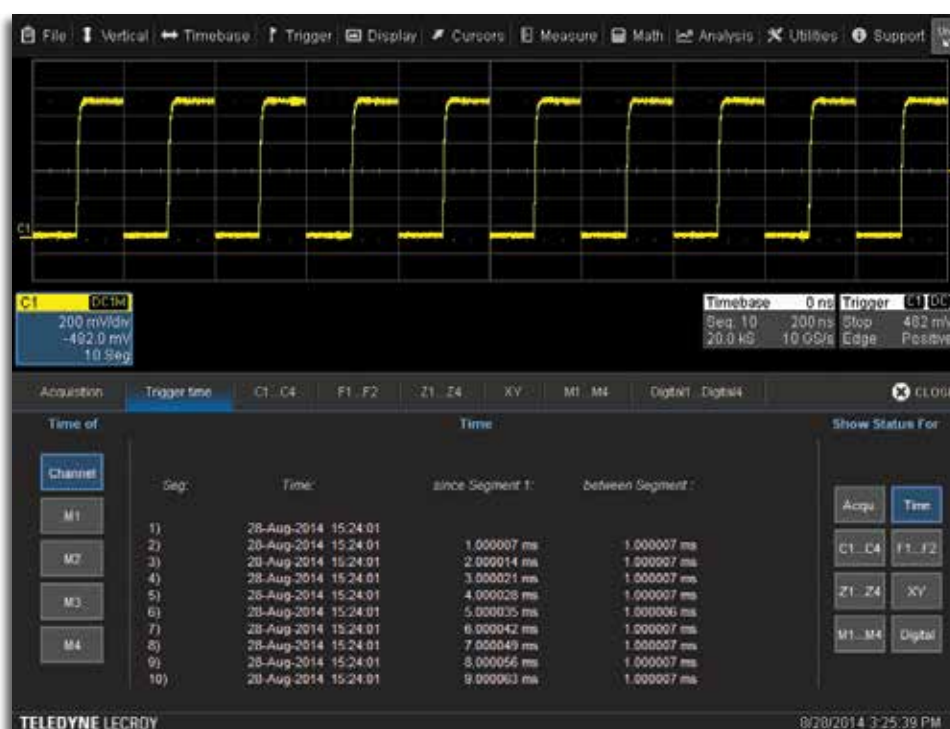 File Vertical Timebase Trigger Display Cursors Measure Math Analysis Utilities Support
C1
C1 DC1M
200 mV/div
-492.0 mV
10 Seg
Timebase 0 ns
Seq. 10 200 ns
20.0 kS 10 GS/s
Trigger C1 DC
Stop 482 mV
Edge Positive
Acquisition Trigger time C1...C4 F1...F2 Z1...Z4 XY M1...M4 Digital1...Digital4 CLOS
Time of Time Show Status For
Channel
M1
M2
M3
M4
Seg: Time: since Segment 1: between Segment :
1) 28-Aug-2014 15:24:01
2) 28-Aug-2014 15:24:01 1.000007 ms 1.000007 ms
3) 28-Aug-2014 15:24:01 2.000014 ms 1.000007 ms
4) 28-Aug-2014 15:24:01 3.000021 ms 1.000007 ms
5) 28-Aug-2014 15:24:01 4.000028 ms 1.000007 ms
6) 28-Aug-2014 15:24:01 5.000035 ms 1.000006 ms
7) 28-Aug-2014 15:24:01 6.000042 ms 1.000007 ms
8) 28-Aug-2014 15:24:01 7.000049 ms 1.000007 ms
9) 28-Aug-2014 15:24:01 8.000056 ms 1.000007 ms
10) 28-Aug-2014 15:24:01 9.000063 ms 1.000007 ms
Acqu. Time
C1...C4 F1...F2
Z1...Z4 XY
M1...M4 Digital
TELEDYNE LECROY 8/28/2014 3:25:39 PM